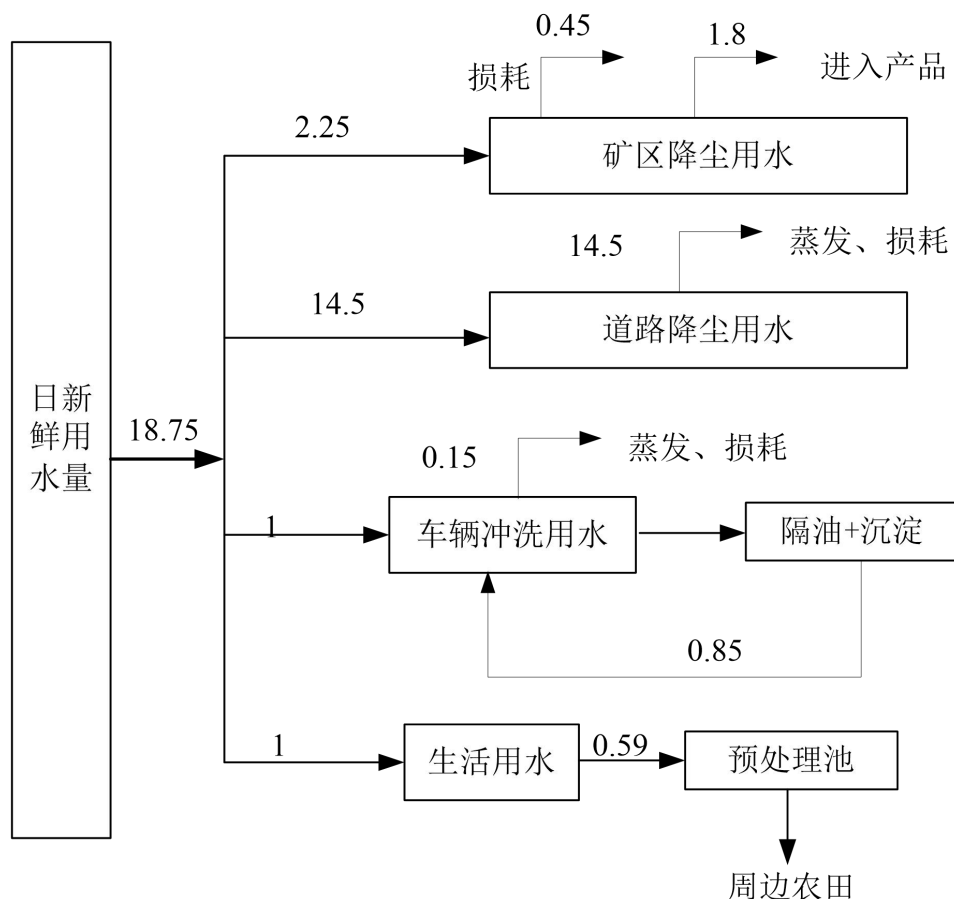 0.45
1.8
损耗
进入产品
2.25
矿区降尘用水
14.5
蒸发、损耗
14.5
道路降尘用水
日新
鲜用
水量
18.75
0.15
蒸发、损耗
1
车辆冲洗用水
隔油+沉淀
0.85
1
生活用水
0.59
预处理池
周边农田